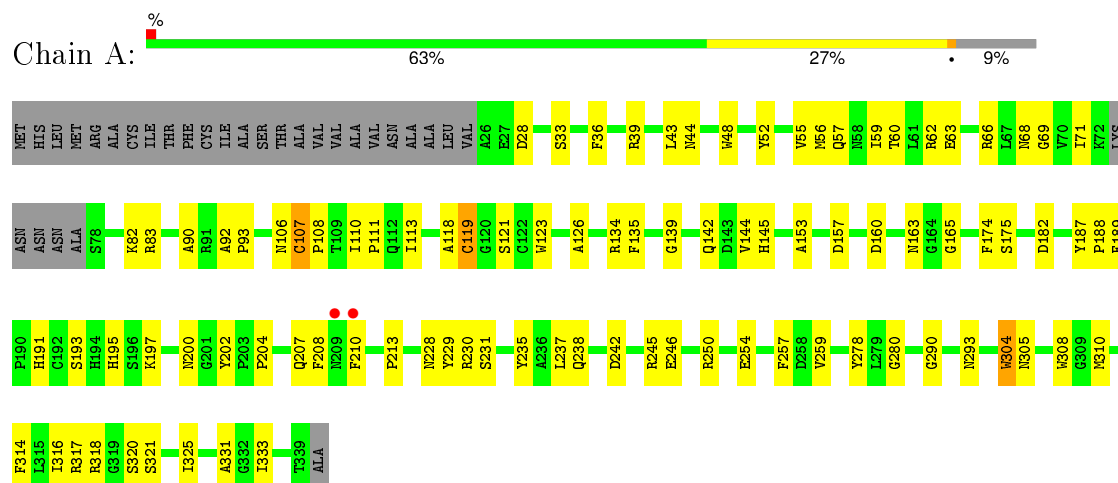 %
Chain A:
63% 27% • 9%
MET HIS LEU MET ARG ALA CYS ILE THR PHE CYS ILE ALA SER THR ALA VAL VAL ALA VAL ASN ALA ALA LEU VAL A26 E27 D28 S33 F36 R39 L43 N44 W48 Y52 V55 M56 Q57 N58 I59 T60 L61 R62 E63 R66 L67 N68 G69 V70 I71 K72 LYS
ASN ASN ASN ALA S78 K82 R83 A90 R91 A92 P93 N106 C107 P108 T109 I110 P111 Q112 I113 A118 C119 G120 S121 C122 W123 A126 R134 F135 G139 Q142 D143 V144 H145 A153 D157 D160 N163 G164 G165 F174 S175 D182 Y187 P188
P190 H191 C192 S193 H194 H195 S196 K197 N200 G201 Y202 P203 P204 Q207 F208 N209 F210 P213 N228 Y229 R230 S231 Y235 A236 L237 Q238 D242 R245 E246 R250 E254 F257 D258 V259 Y278 L279 G280 G290 N293 W304 N305 W308 G309 M310
F314 L315 I316 R317 R318 G319 S320 S321 I325 A331 G332 I333 T339 ALA